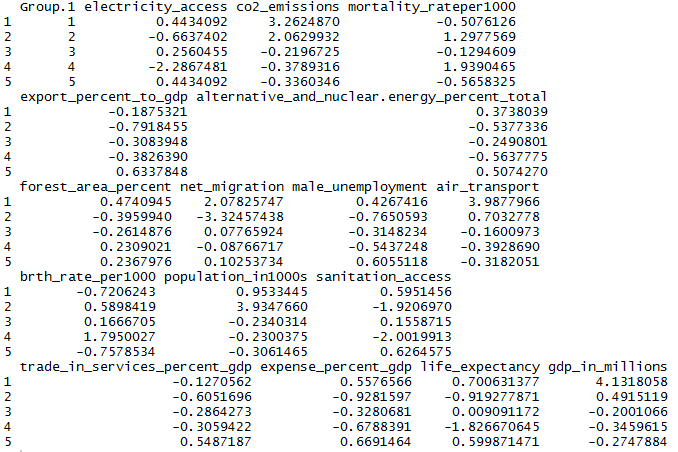 Group.1 electricity_access co2_emissions mortality_rateper1000
1 1 0.4434092 3.2624870 -0.5076126
2 2 -0.6637402 2.0629932 1.2977569
3 3 0.2560455 -0.2196725 -0.1294609
4 4 -2.2867481 -0.3789316 1.9390465
5 5 0.4434092 -0.3360346 -0.5658325
export_percent_to_gdp alternative_and_nuclear.energy_percent_total
1 -0.1875321 0.3738039
2 -0.7918455 -0.5377336
3 -0.3083948 -0.2490801
4 -0.3826390 -0.5637775
5 0.6337848 0.5074270
forest_area_percent net_migration male_unemployment air_transport
1 0.4740945 2.07825747 0.4267416 3.9877966
2 -0.3959940 -3.32457438 -0.7650593 0.7032778
3 -0.2614876 0.07765924 -0.3148234 -0.1600973
4 0.2309021 -0.08766717 -0.5437248 -0.3928690
5 0.2367976 0.10253734 0.6055118 -0.3182051
brth_rate_per1000 population_in1000s sanitation_access
1 -0.7206243 0.9533445 0.5951456
2 0.5898419 3.9347660 -1.9206970
3 0.1666705 -0.2340314 0.1558715
4 1.7950027 -0.2300375 -2.0019913
5 -0.7578534 -0.3061465 0.6264575
trade_in_services_percent_gdp expense_percent_gdp life_expectancy gdp_in_millions
1 -0.1270562 0.5576566 0.700631377 4.1318058
2 -0.6051696 -0.9281597 -0.919277871 0.4915119
3 -0.2864273 -0.3280681 0.009091172 -0.2001066
4 -0.3059422 -0.6788391 -1.826670645 -0.3459615
5 0.5487187 0.6691464 0.599871471 -0.2747884